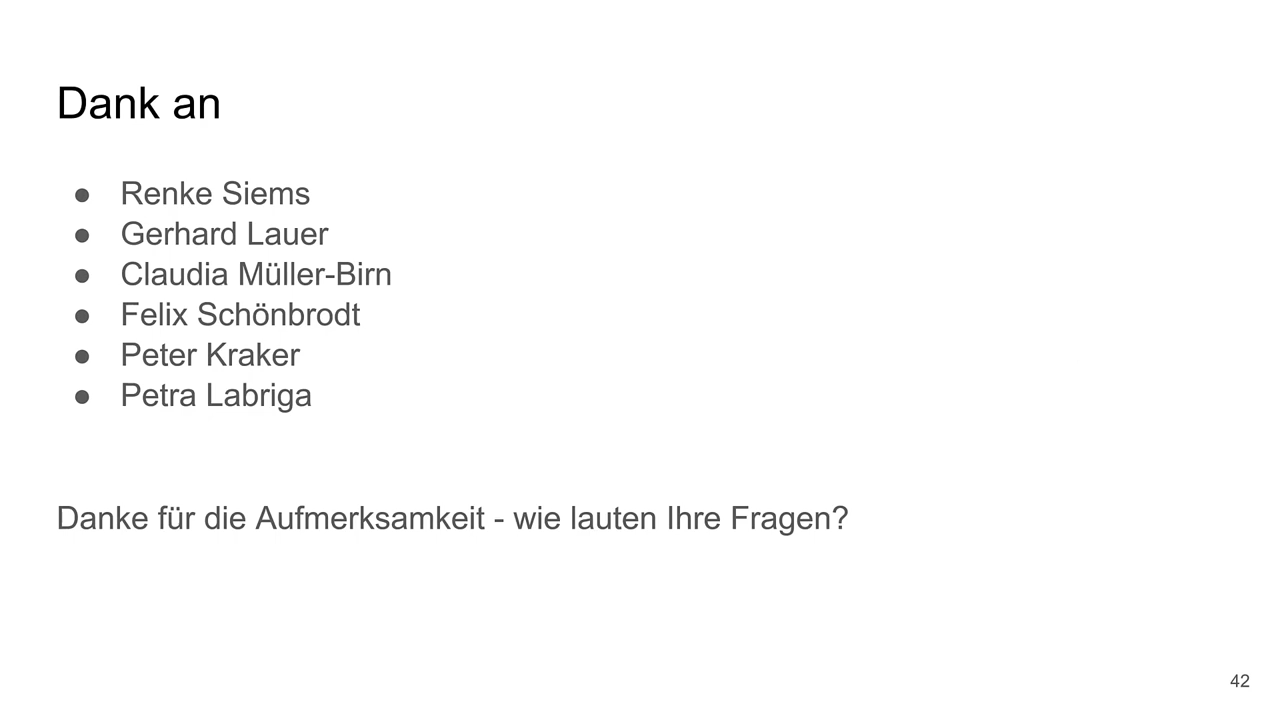 Dank an
● Renke Siems
● Gerhard Lauer
● Claudia Müller-Birn
● Felix Schönbrodt
● Peter Kraker
● Petra Labriga
Danke für die Aufmerksamkeit - wie lauten Ihre Fragen?
42